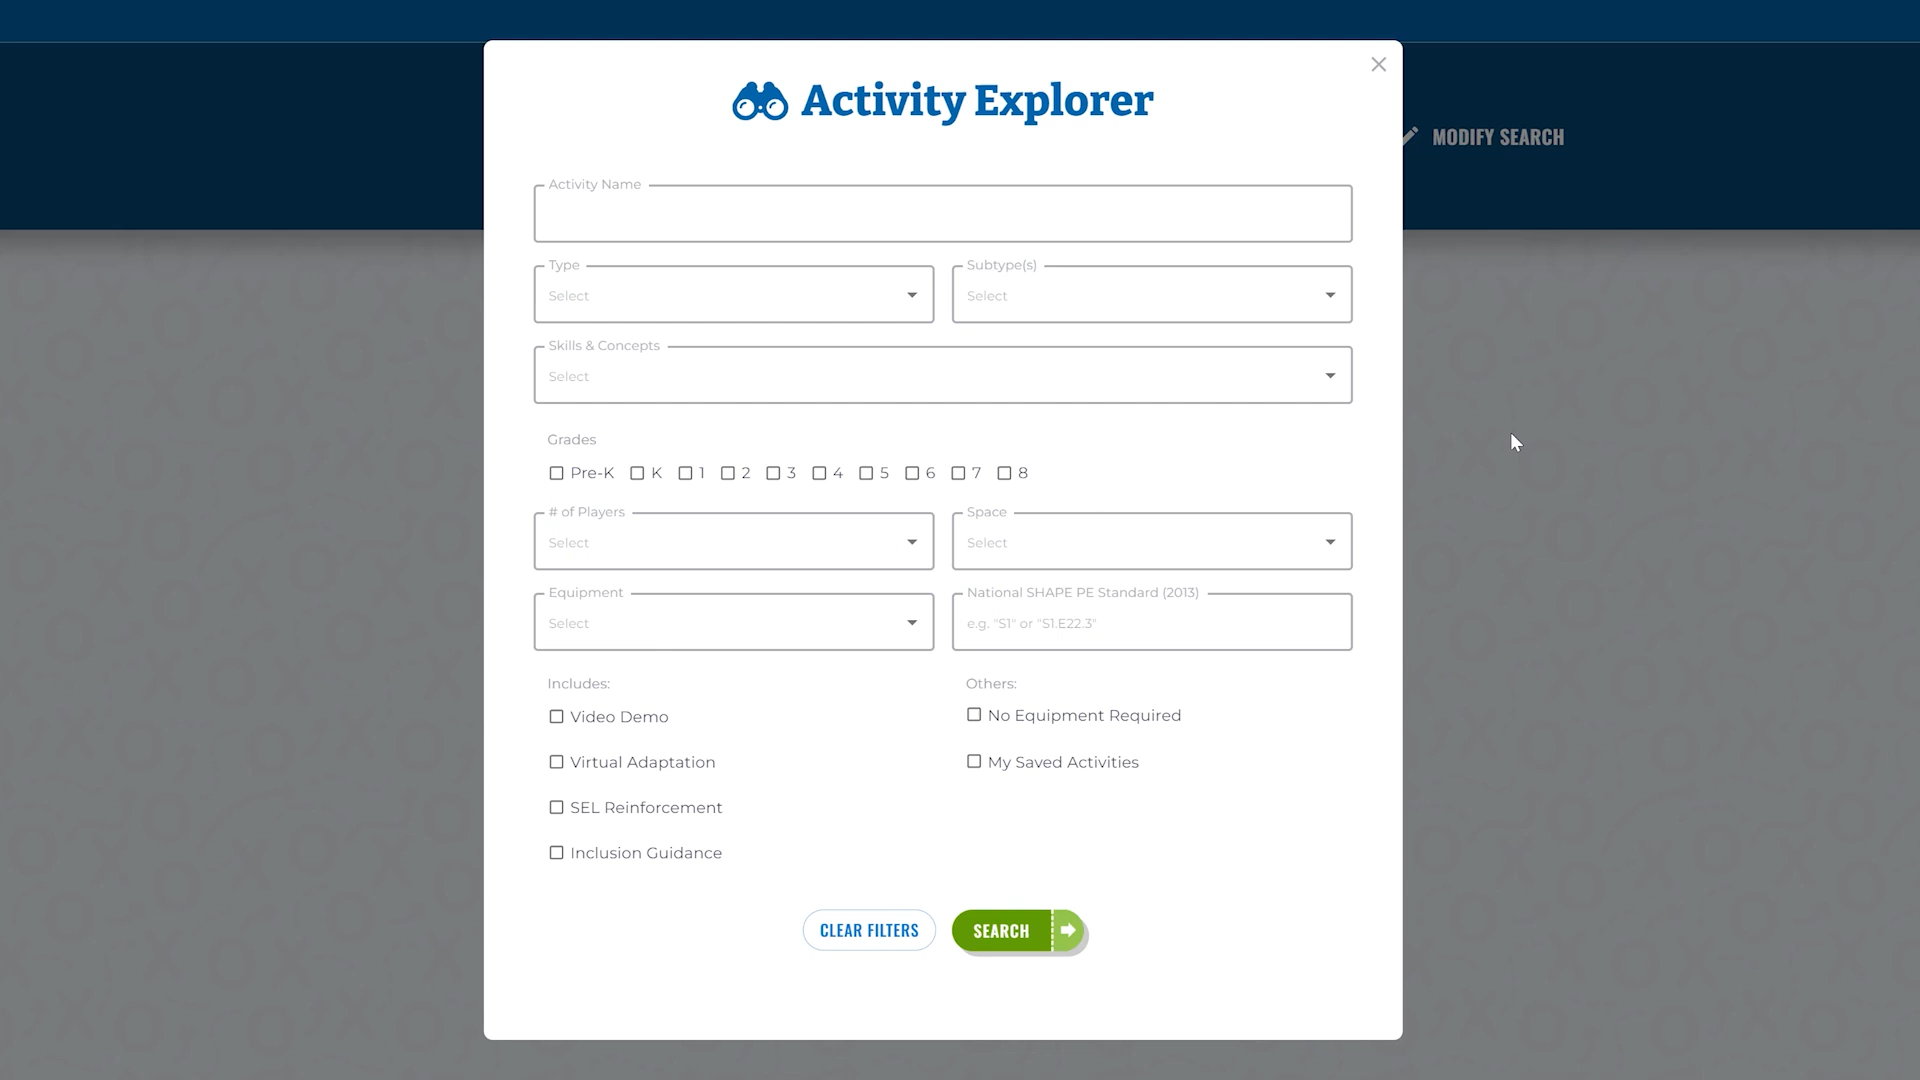 Activity Explorer
MODIFY SEARCH
Activity Name
Type
Select
Subtype(s)
Select
Skills & Concepts
Select
Grades
Pre-K K 1 2 3 4 5 6 7 8
# of Players
Select
Space
Select
Equipment
Select
National SHAPE PE Standard (2013)
e.g. "S1" or "S1.E22.3"
Includes:
Video Demo
Virtual Adaptation
SEL Reinforcement
Inclusion Guidance
Others:
No Equipment Required
My Saved Activities
CLEAR FILTERS
SEARCH